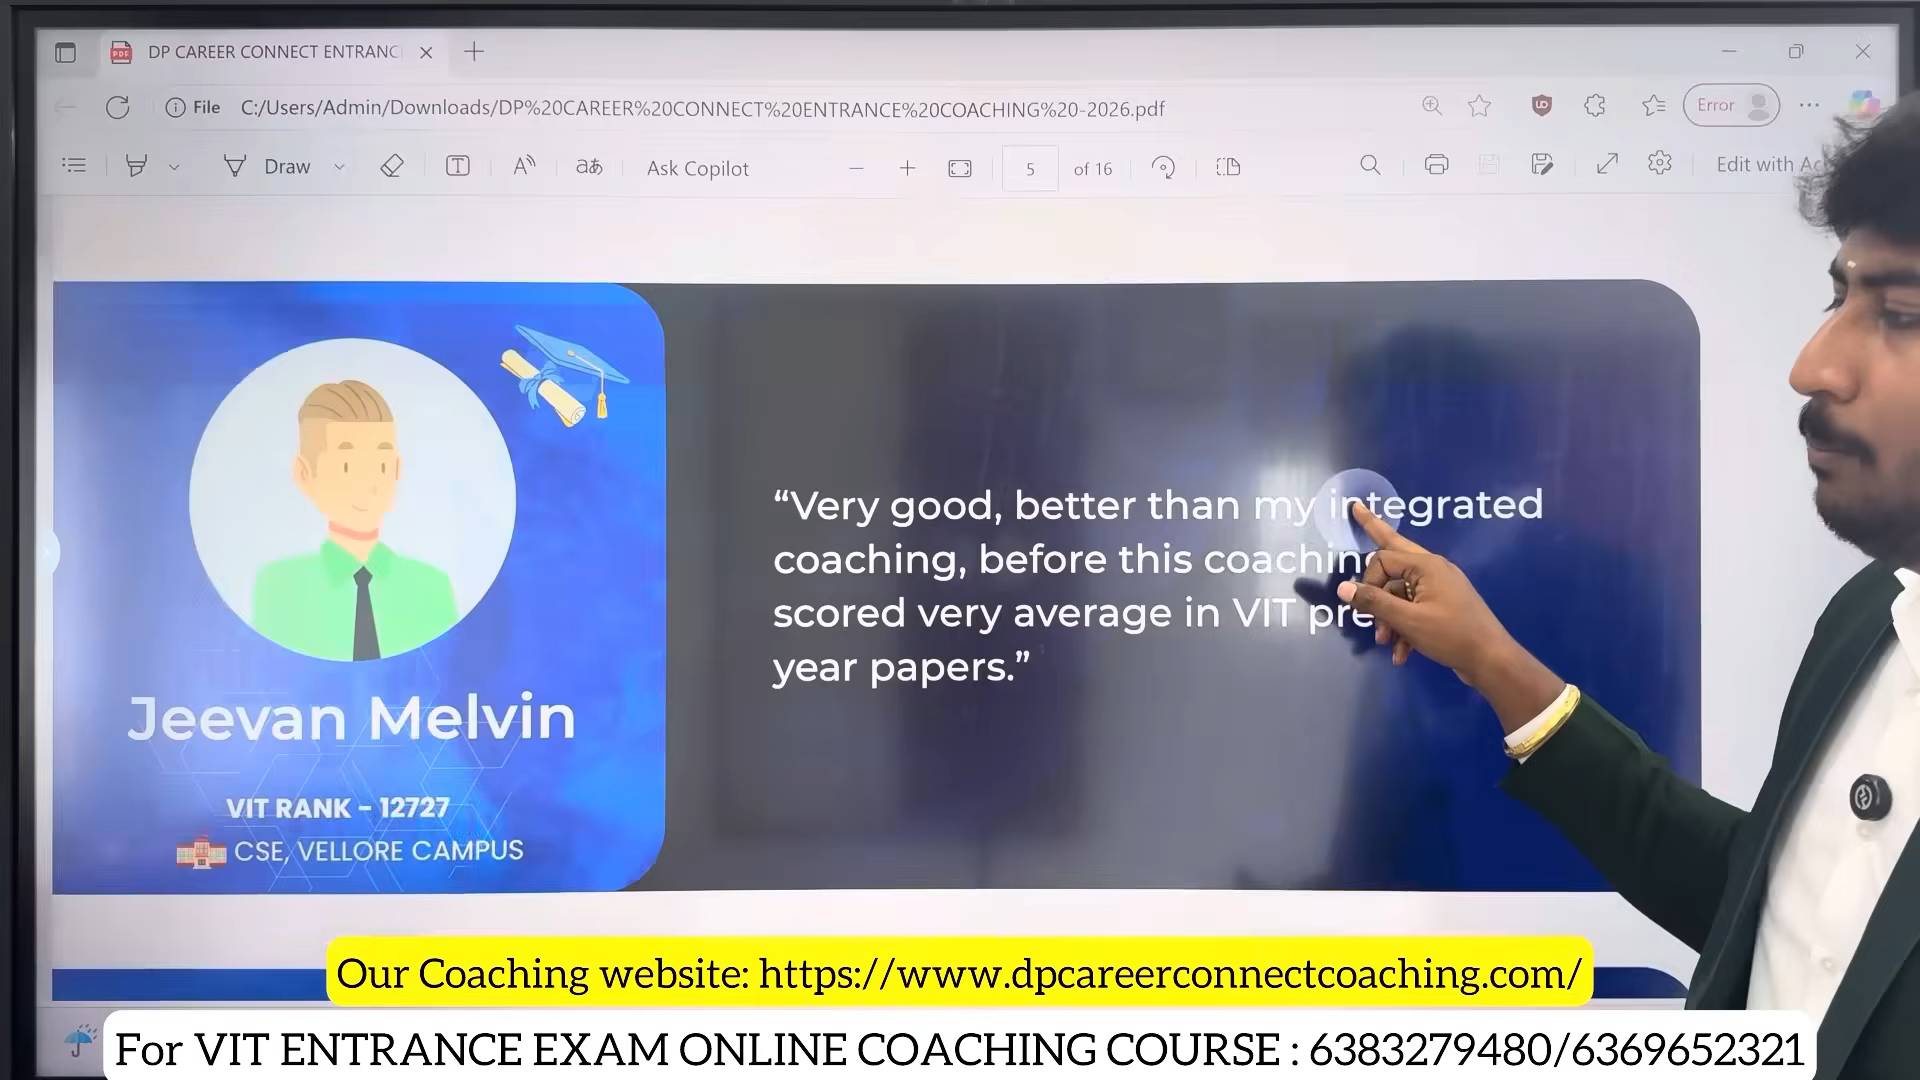 DP CAREER CONNECT ENTRANC
File C:/Users/Admin/Downloads/DP%20CAREER%20CONNECT%20ENTRANCE%20COACHING%20-2026.pdf
Error
Draw
aあ
Ask Copilot
5 of 16
Edit with
"Very good, better than my integrated
coaching, before this coaching
scored very average in VIT
year papers."
Jeevan Melvin
VIT RANK - 12727
CSE, VELLORE CAMPUS
Our Coaching website: https://www.dpcareerconnectcoaching.com/
For VIT ENTRANCE EXAM ONLINE COACHING COURSE : 6383279480/6369652321